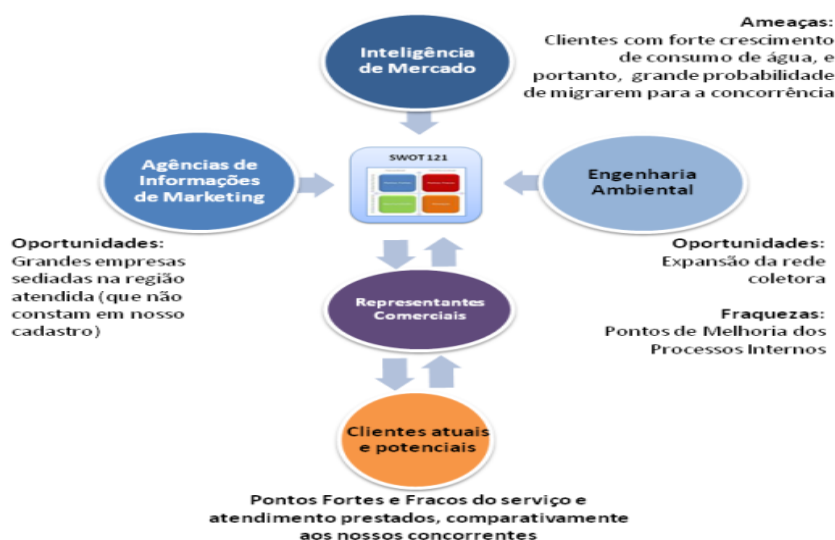 Inteligência
de Mercado
Ameaças:
Clientes com forte crescimento
de consumo de água, e
portanto, grande probabilidade
de migrarem para a concorrência
Agências de
Informações
de Marketing
SWOT 121
Engenharia
Ambiental
Oportunidades:
Grandes empresas
sediadas na região
atendida (que não
constam em nosso
cadastro)
Oportunidades:
Expansão da rede
coletora
Fraquezas:
Pontos de Melhoria dos
Processos Internos
Representantes
Comerciais
Clientes atuais
e potenciais
Pontos Fortes e Fracos do serviço e
atendimento prestados, comparativamente
aos nossos concorrentes